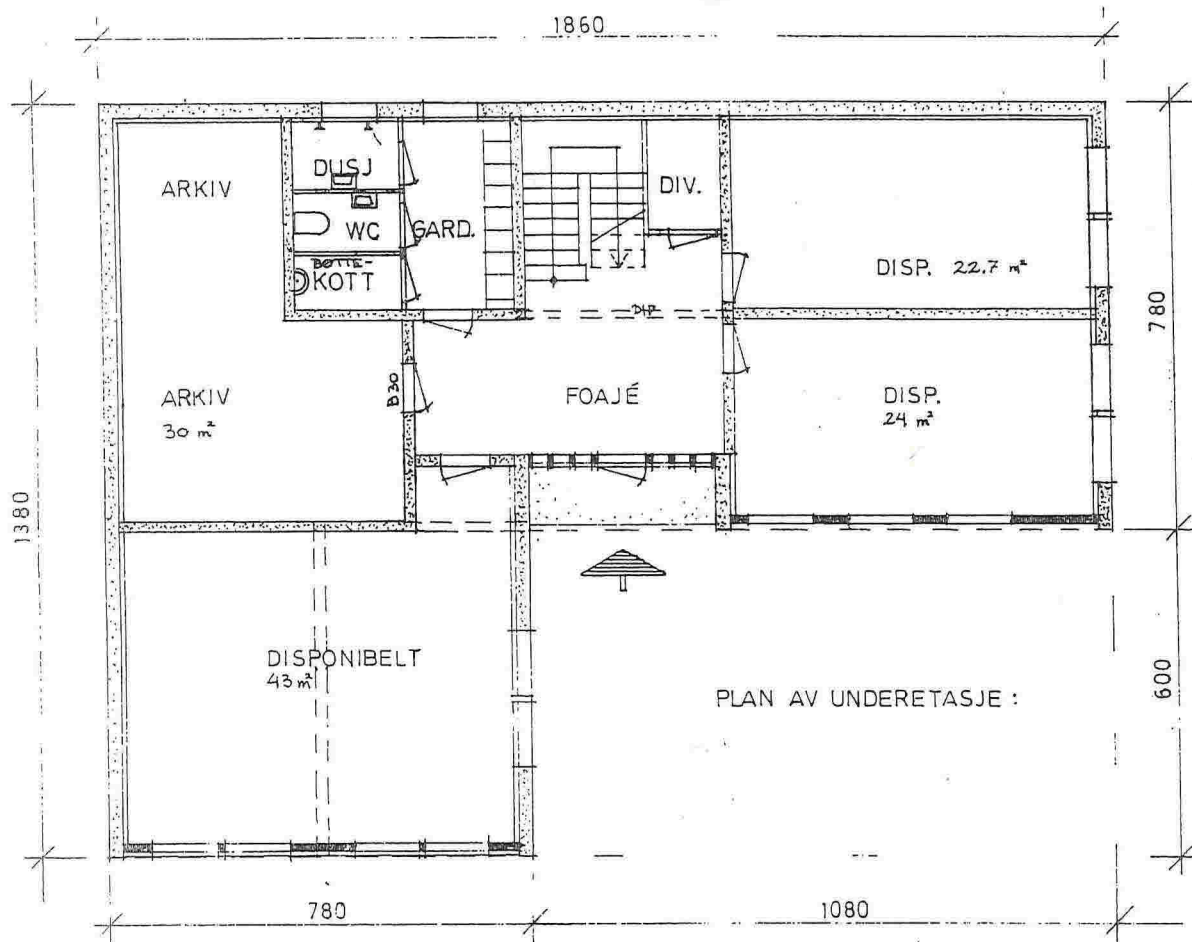 1860
ARKIV
DUSJ
WC
GARD.
BØTTE-
KOTT
DIV.
DISP. 22.7 m²
780
ARKIV
30 m²
B30
FOAJÉ
DISP.
24 m²
1380
DISPONIBELT
43 m²
PLAN AV UNDERETASJE :
600
780
1080